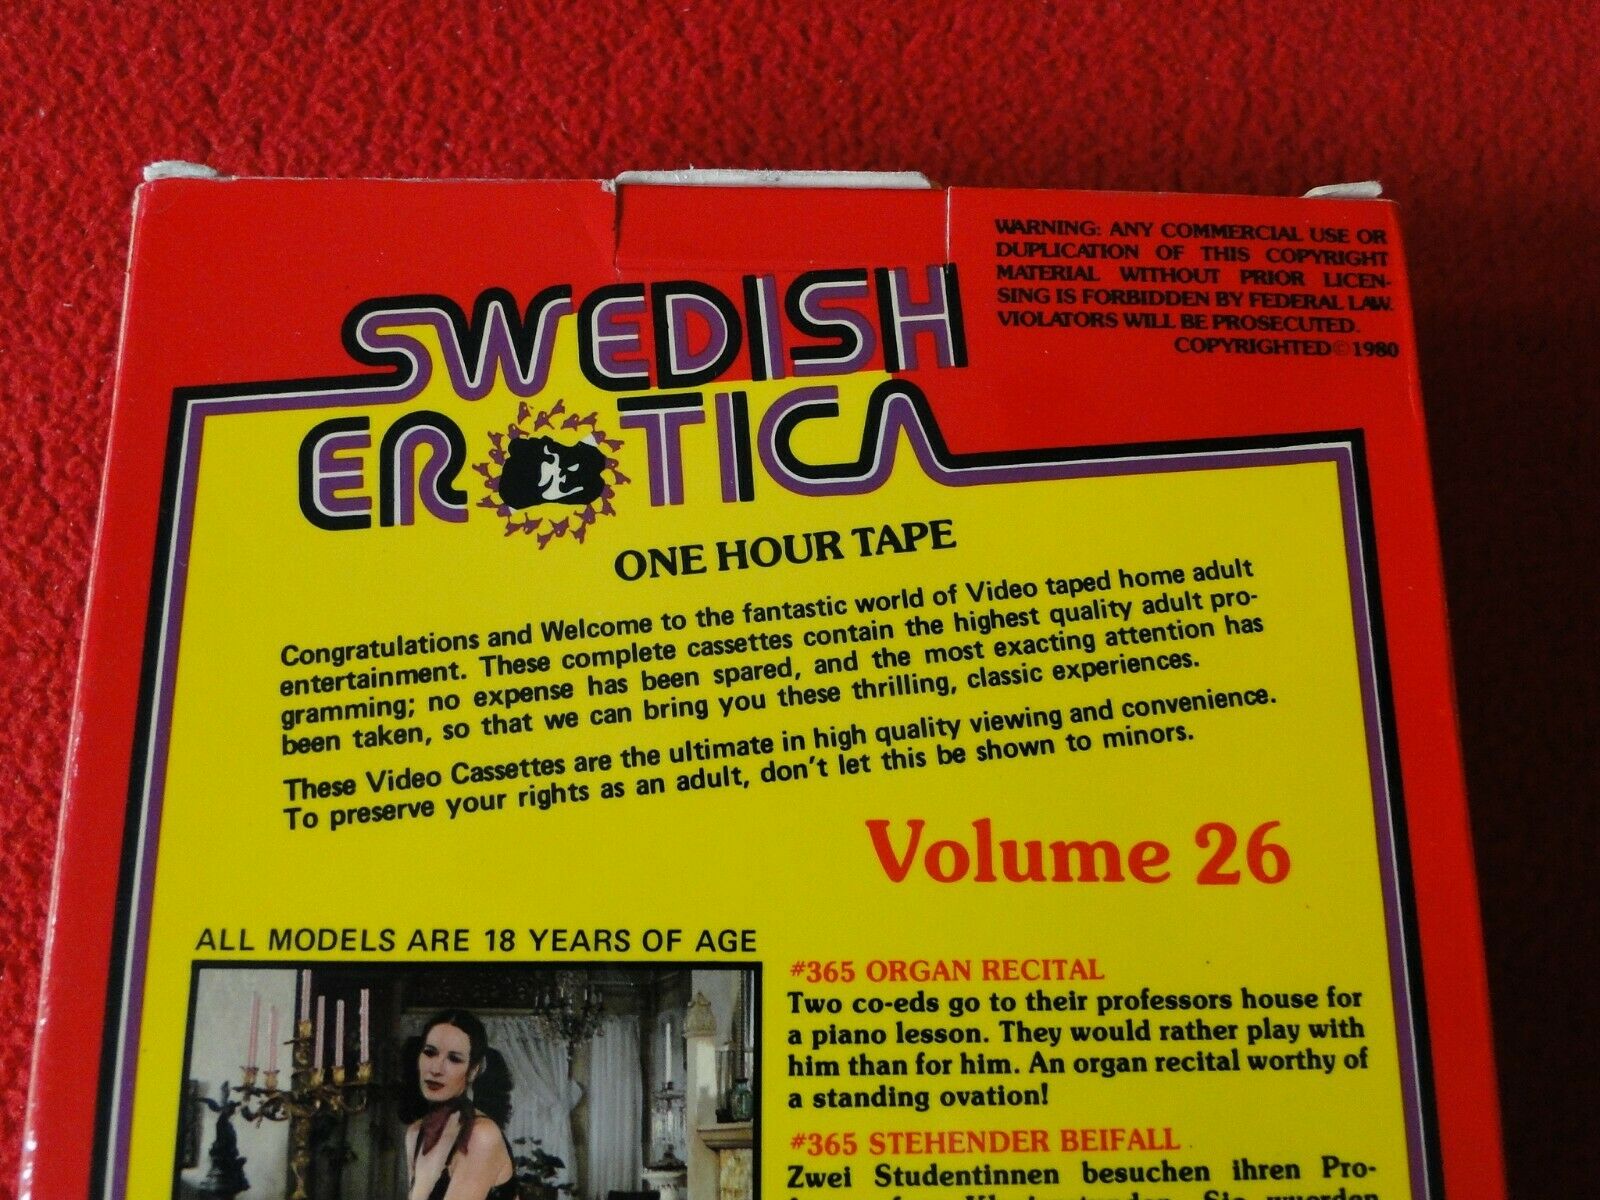 WARNING: ANY COMMERCIAL USE OR
DUPLICATION OF THIS COPYRIGHT
MATERIAL WITHOUT PRIOR LICEN-
SING IS FORBIDDEN BY FEDERAL LAW.
VIOLATORS WILL BE PROSECUTED.
COPYRIGHTED © 1980
SWEDISH
EROTICA
ONE HOUR TAPE
Congratulations and Welcome to the fantastic world of Video taped home adult
entertainment. These complete cassettes contain the highest quality adult pro-
gramming; no expense has been spared, and the most exacting attention has
been taken, so that we can bring you these thrilling, classic experiences.
These Video Cassettes are the ultimate in high quality viewing and convenience.
To preserve your rights as an adult, don't let this be shown to minors.
Volume 26
ALL MODELS ARE 18 YEARS OF AGE
#365 ORGAN RECITAL
Two co-eds go to their professors house for
a piano lesson. They would rather play with
him than for him. An organ recital worthy of
a standing ovation!
#365 STEHENDER BEIFALL
Zwei Studentinnen besuchen ihren Pro-